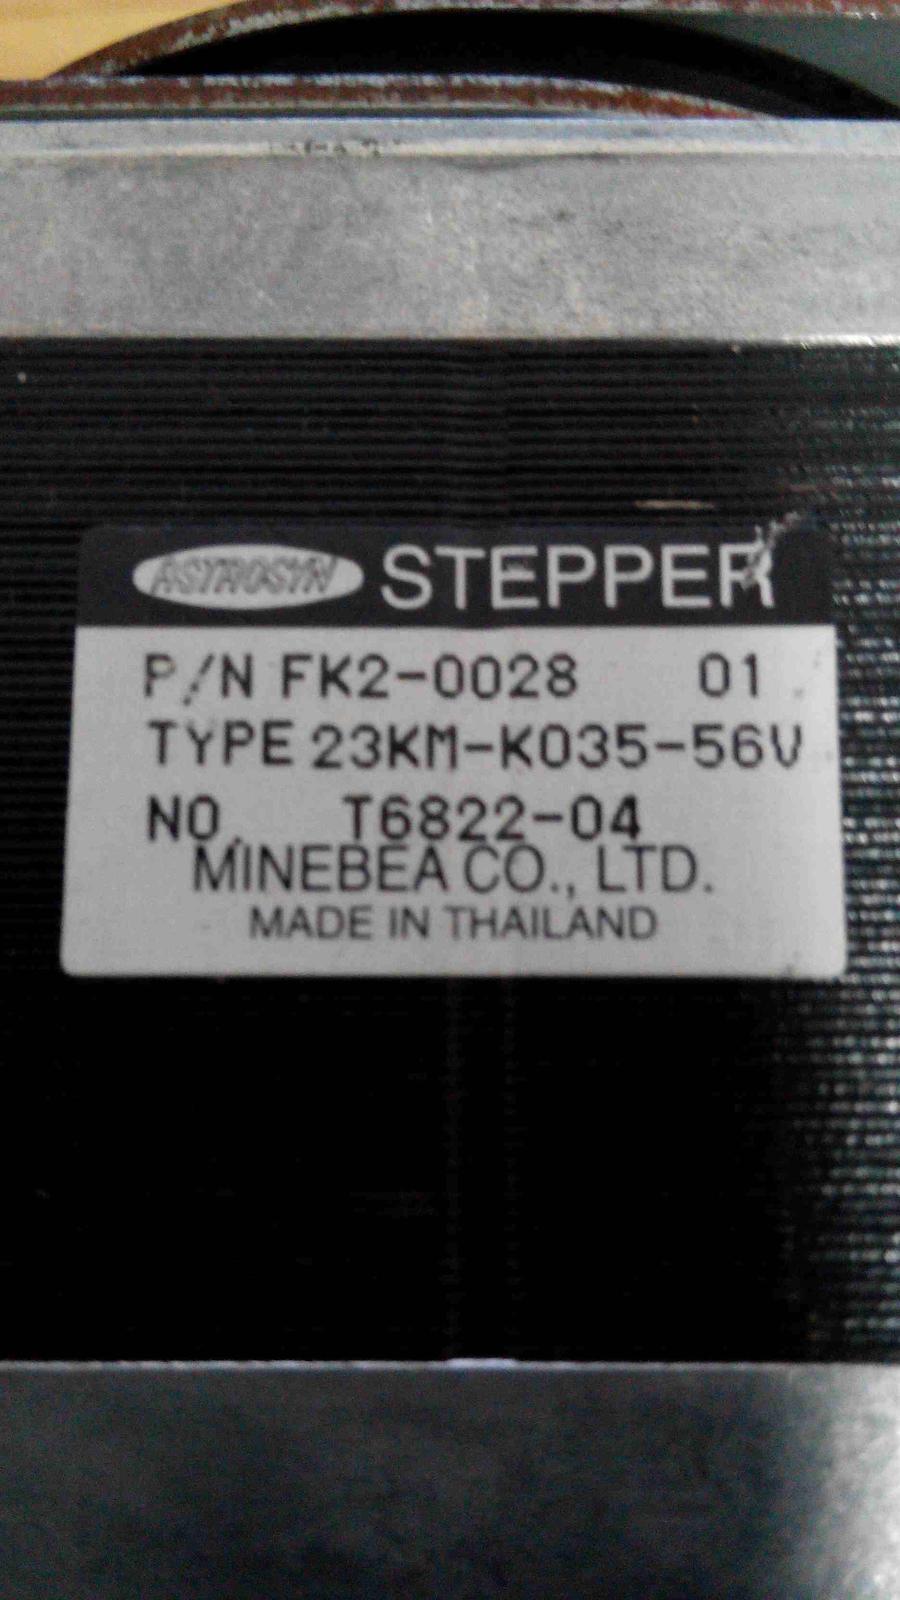 ASTROSYN STEPPER
P/N FK2-0028 01
TYPE 23KM-K035-56V
NO. T6822-04
MINEBEA CO., LTD.
MADE IN THAILAND